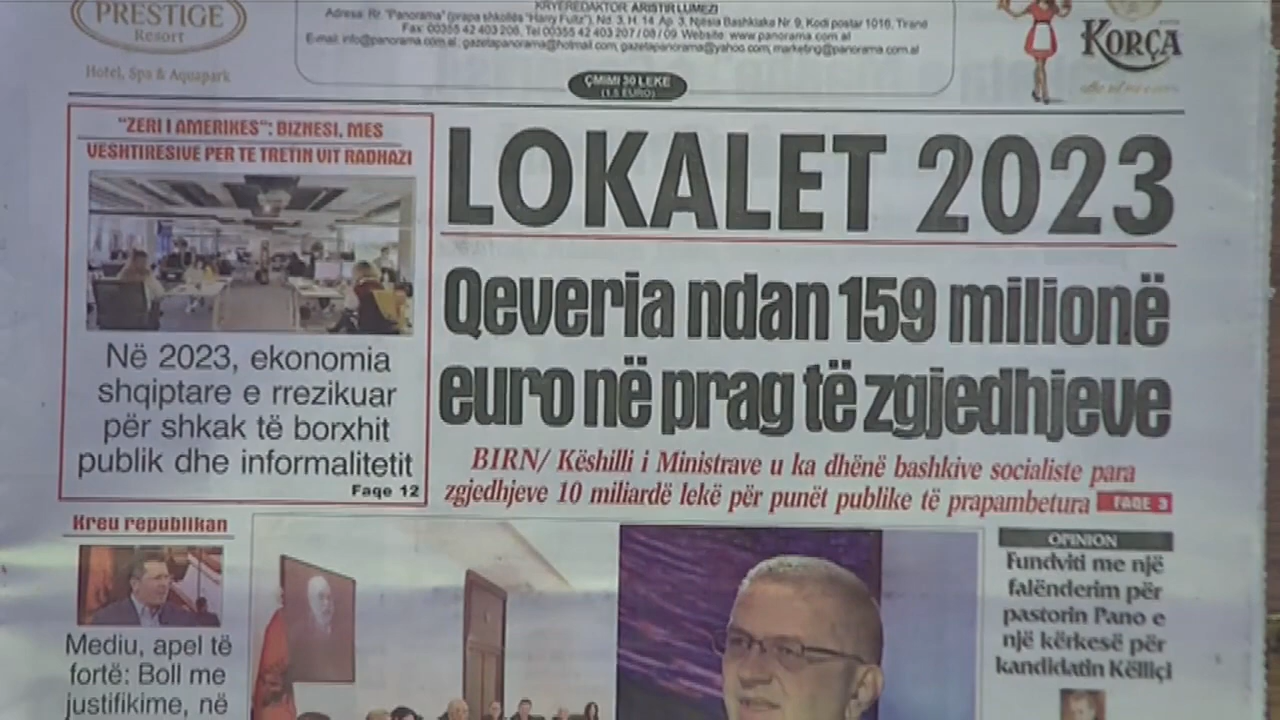 PRESTIGE
Resort
Hotel, Spa & Aquapark
KRYEREDAKTOR ARISTIR LUMEZI
Adresa: Rr. "Panorama" (prapa shkollës "Harry Fultz"), Nd. 3, H. 14, Ap. 3, Njësia Bashkiake Nr. 9, Kodi postar 1016, Tiranë
Fax: 00355 42 403 206, Tel 00355 42 403 207 / 08 / 09. Website: www.panorama.com.al
E-mail: info@panorama.com.al; gazetapanorama@hotmail.com; gazetapanorama@yahoo.com; marketing@panorama.com.al
KORÇA
ÇMIMI 30 LEKË
(1.5 EURO)
"ZERI I AMERIKES": BIZNESI, MES
VESHTIRESIVE PER TE TRETIN VIT RADHAZI
Në 2023, ekonomia
shqiptare e rrezikuar
për shkak të borxhit
publik dhe informalitetit
Faqe 12
LOKALET 2023
Qeveria ndan 159 milionë
euro në prag të zgjedhjeve
BIRN/ Këshilli i Ministrave u ka dhënë bashkive socialiste para
zgjedhjeve 10 miliardë lekë për punët publike të prapambetura FAQE 3
Kreu republikan
Mediu, apel të
fortë: Boll me
justifikime, në
OPINION
Fundviti me një
falënderim për
pastorin Pano e
një kërkesë për
kandidatin Këlliçi